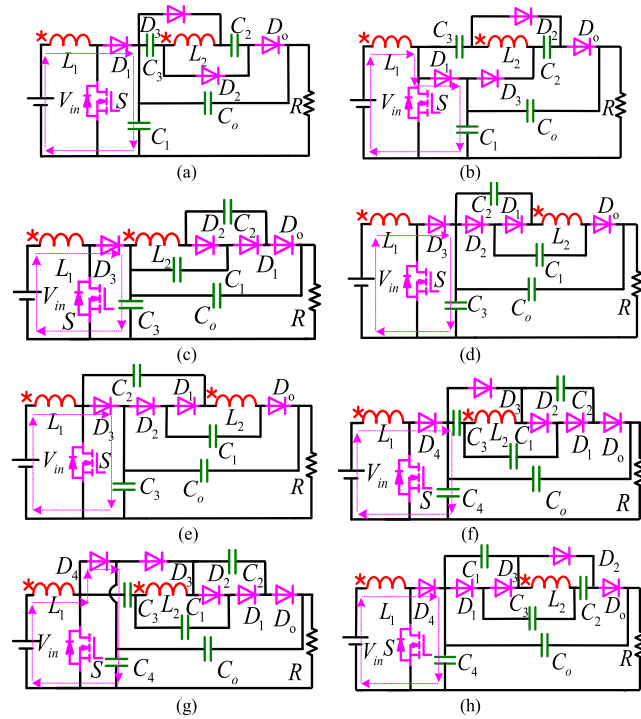 D3 L2 C2 Do
L1 D1 C3
D2
Vin S Co R
C1
(a)
C3 L2 D2 Do
L1 D1 C2
D3
Vin S Co R
C1
(b)
D2 C2 Do
L1 D3 L2 C1 D1
Vin S C3 Co R
(c)
C2 D1 Do
L1 D3 D2 L2
C1
Vin S C3 Co R
(d)
C2 D1 Do
L1 D3 D2 L2
C1
Vin S C3 Co R
(e)
D3 D2 C2
L1 D4 C3 L2 C1 D1 Do
Vin S C4 Co R
(f)
D4 D3 D2 C2
L1 C3 L2 C1 D1 Do
Vin S C4 Co R
(g)
C1 D3 D2
L1 D4 D1 C3 L2 C2 Do
Vin S C4 Co R
(h)